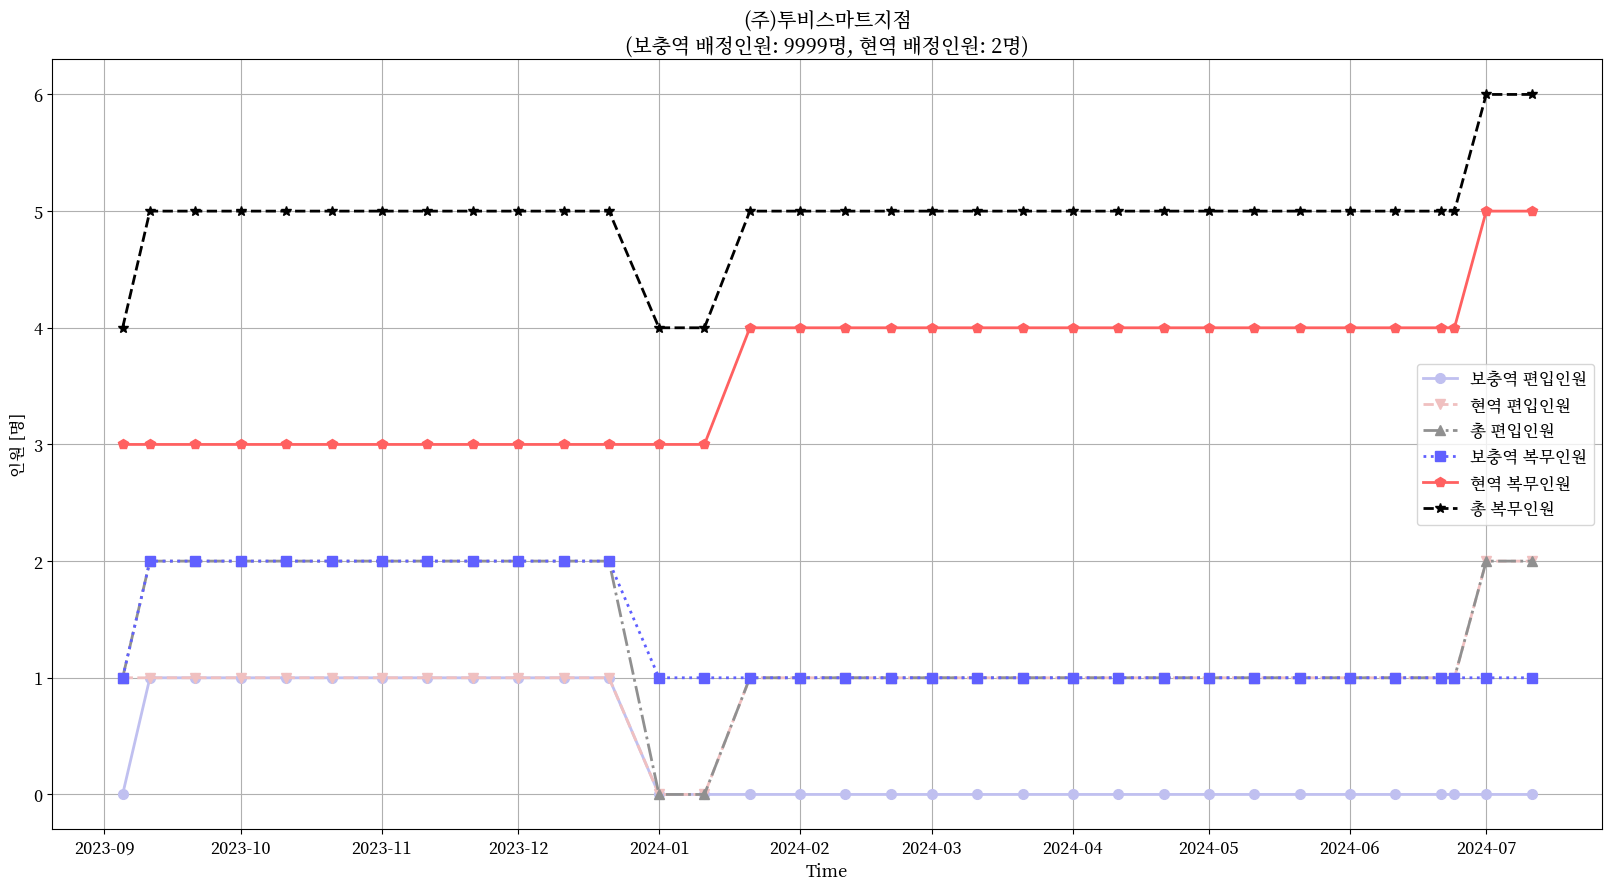 (주)투비스마트지점
(보충역 배정인원: 9999명, 현역 배정인원: 2명)
인원 [명]
6
5
4
3
2
1
0
보충역 편입인원
현역 편입인원
총 편입인원
보충역 복무인원
현역 복무인원
총 복무인원
2023-09 2023-10 2023-11 2023-12 2024-01 2024-02 2024-03 2024-04 2024-05 2024-06 2024-07
Time